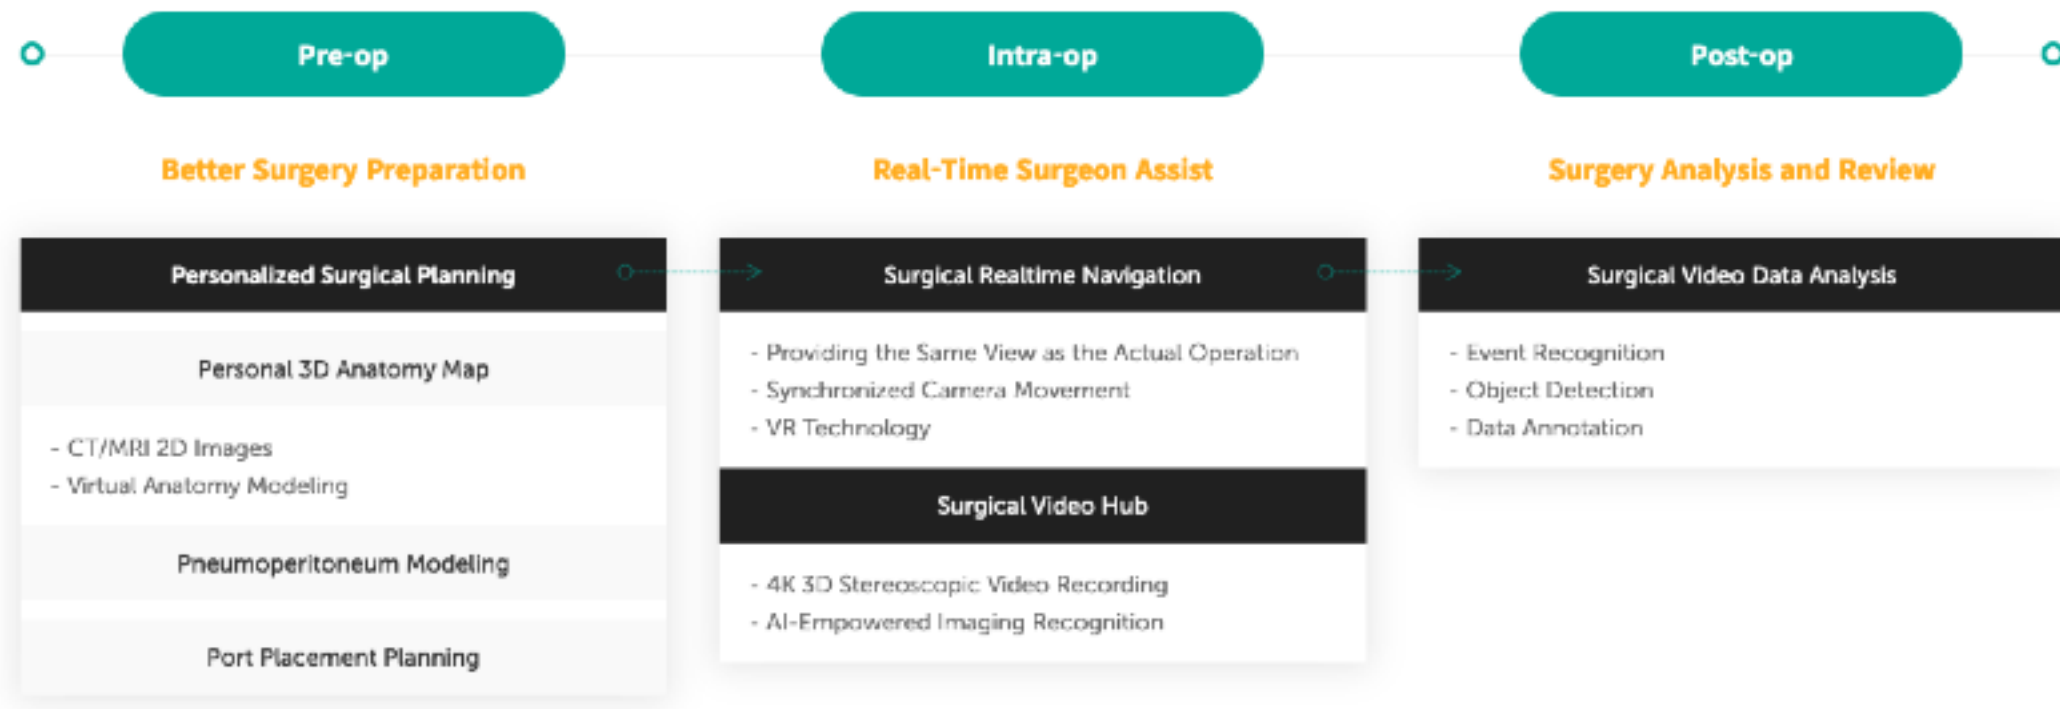 Pre-op
Intra-op
Post-op
Better Surgery Preparation
Real-Time Surgeon Assist
Surgery Analysis and Review
Personalized Surgical Planning
Personal 3D Anatomy Map
- CT/MRI 2D Images
- Virtual Anatomy Modeling
Pneumoperitoneum Modeling
Port Placement Planning
Surgical Realtime Navigation
- Providing the Same View as the Actual Operation
- Synchronized Camera Movement
- VR Technology
Surgical Video Hub
- 4K 3D Stereoscopic Video Recording
- AI-Empowered Imaging Recognition
Surgical Video Data Analysis
- Event Recognition
- Object Detection
- Data Annotation